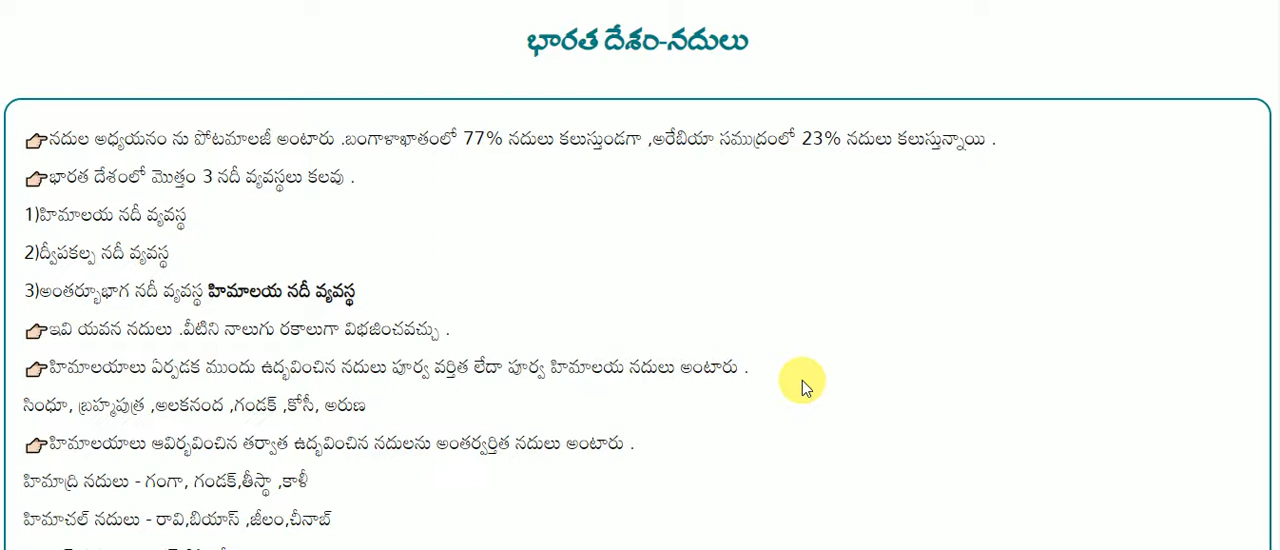 భారత దేశం-నదులు
👉నదుల అధ్యయనం ను పోటమాలజీ అంటారు .బంగాళాఖాతంలో 77% నదులు కలుస్తుండగా ,అరేబియా సముద్రంలో 23% నదులు కలుస్తున్నాయి .
👉భారత దేశంలో మొత్తం 3 నదీ వ్యవస్థలు కలవు .
1)హిమాలయ నదీ వ్యవస్థ
2)ద్వీపకల్ప నదీ వ్యవస్థ
3)అంతర్భూభాగ నదీ వ్యవస్థ హిమాలయ నదీ వ్యవస్థ
👉ఇవి యవన నదులు .వీటిని నాలుగు రకాలుగా విభజించవచ్చు .
👉హిమాలయాలు ఏర్పడక ముందు ఉద్భవించిన నదులు పూర్వ వర్తిత లేదా పూర్వ హిమాలయ నదులు అంటారు .
సింధూ, బ్రహ్మపుత్ర ,అలకనంద ,గండక్ ,కోసీ, అరుణ
👉హిమాలయాలు ఆవిర్భవించిన తర్వాత ఉద్భవించిన నదులను అంతర్వర్తిత నదులు అంటారు .
హిమాద్రి నదులు - గంగా, గండక్,తీస్థా ,కాళీ
హిమాచల్ నదులు - రావి,బియాస్ ,జీలం,చీనాబ్